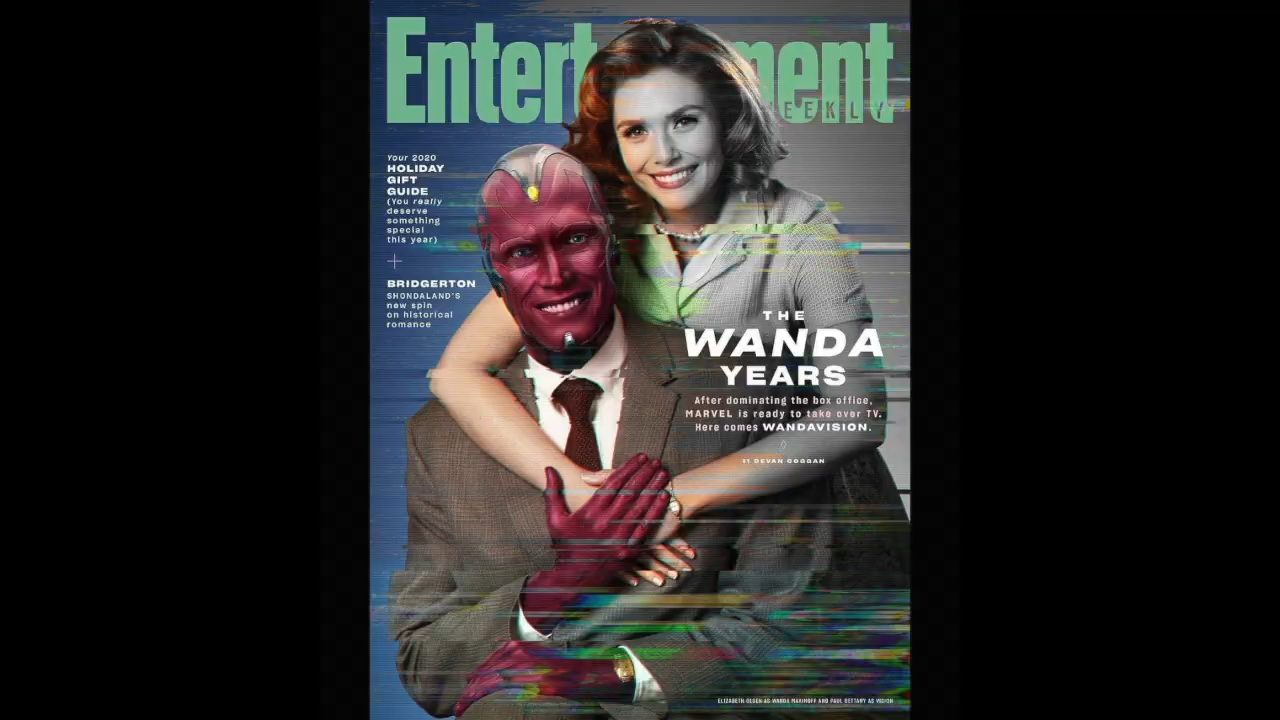 Entert ment
WEEKLY
Your 2020
HOLIDAY
GIFT
GUIDE
(You really
deserve
something
special
this year)
+
BRIDGERTON
SHONDALAND'S
new spin
on historical
romance
THE
WANDA
YEARS
After dominating the box office,
MARVEL is ready to take over TV.
Here comes WANDAVISION.
BY DEVAN COGGAN
ELIZABETH OLSEN AS WANDA MAXIMOFF AND PAUL BETTANY AS VISION